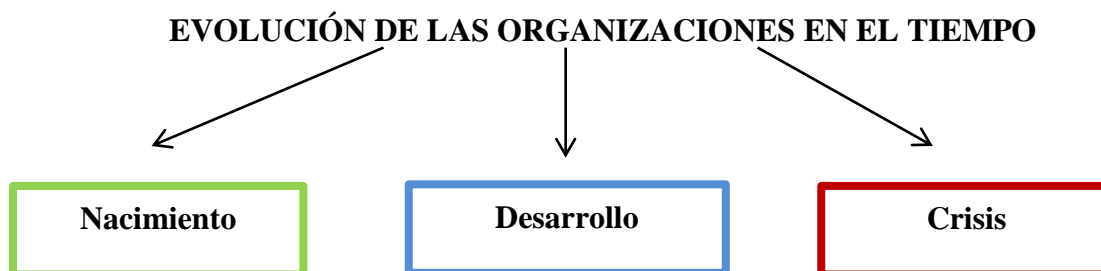 EVOLUCIÓN DE LAS ORGANIZACIONES EN EL TIEMPO
Nacimiento
Desarrollo
Crisis